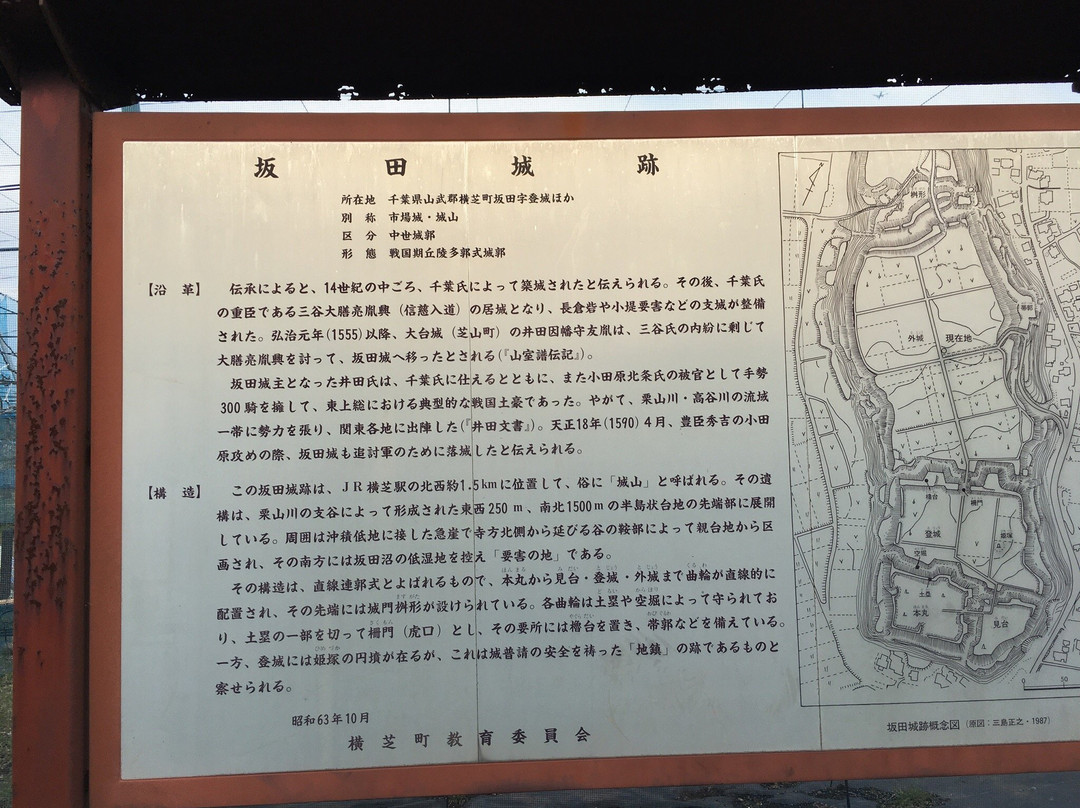 坂田城跡
所在地 千葉県山武郡横芝町坂田字登城ほか
別称 市場城・城山
区分 中世城郭
形態 戦国期丘陵多郭式城郭
【沿革】 伝承によると、14世紀の中ごろ、千葉氏によって築城されたと伝えられる。その後、千葉氏
の重臣である三谷大膳亮胤興（信慈入道）の居城となり、長倉砦や小堤要害などの支城が整備
された。弘治元年(1555)以降、大台城（芝山町）の井田因幡守友胤は、三谷氏の内紛に刺じて
大膳亮胤興を討って、坂田城へ移ったとされる(『山室譜伝記』)。
坂田城主となった井田氏は、千葉氏に仕えるとともに、また小田原北条氏の被官として手勢
300騎を擁して、東上総における典型的な戦国土豪であった。やがて、栗山川・高谷川の流域
一帯に勢力を張り、関東各地に出陣した(『井田文書』)。天正18年(1590)4月、豊臣秀吉の小田
原攻めの際、坂田城も追討軍のために落城したと伝えられる。
【構造】 この坂田城跡は、JR横芝駅の北西約1.5kmに位置して、俗に「城山」と呼ばれる。その遺
構は、栗山川の支谷によって形成された東西250m、南北1500mの半島状台地の先端部に展開
している。周囲は沖積低地に接した急崖で寺方北側から延びる谷の鞍部によって親台地から区
画され、その南方には坂田沼の低湿地を控え「要害の地」である。
その構造は、直線連郭式とよばれるもので、本丸から見台・登城・外城まで曲輪が直線的に
配置され、その先端には城門桝形が設けられている。各曲輪は土塁や空堀によって守られてお
り、土塁の一部を切って柵門（虎口）とし、その要所には櫓台を置き、帯郭などを備えている。
一方、登城には姫塚の円墳が在るが、これは城普請の安全を祷った「地鎮」の跡であるものと
察せられる。
昭和63年10月
横芝町教育委員会
桝形
帯郭
外城
現在地
櫓台
柵門
登城
姫塚
空堀
土塁
本丸
見台
0 50
坂田城跡概念図（原図：三島正之・1987）